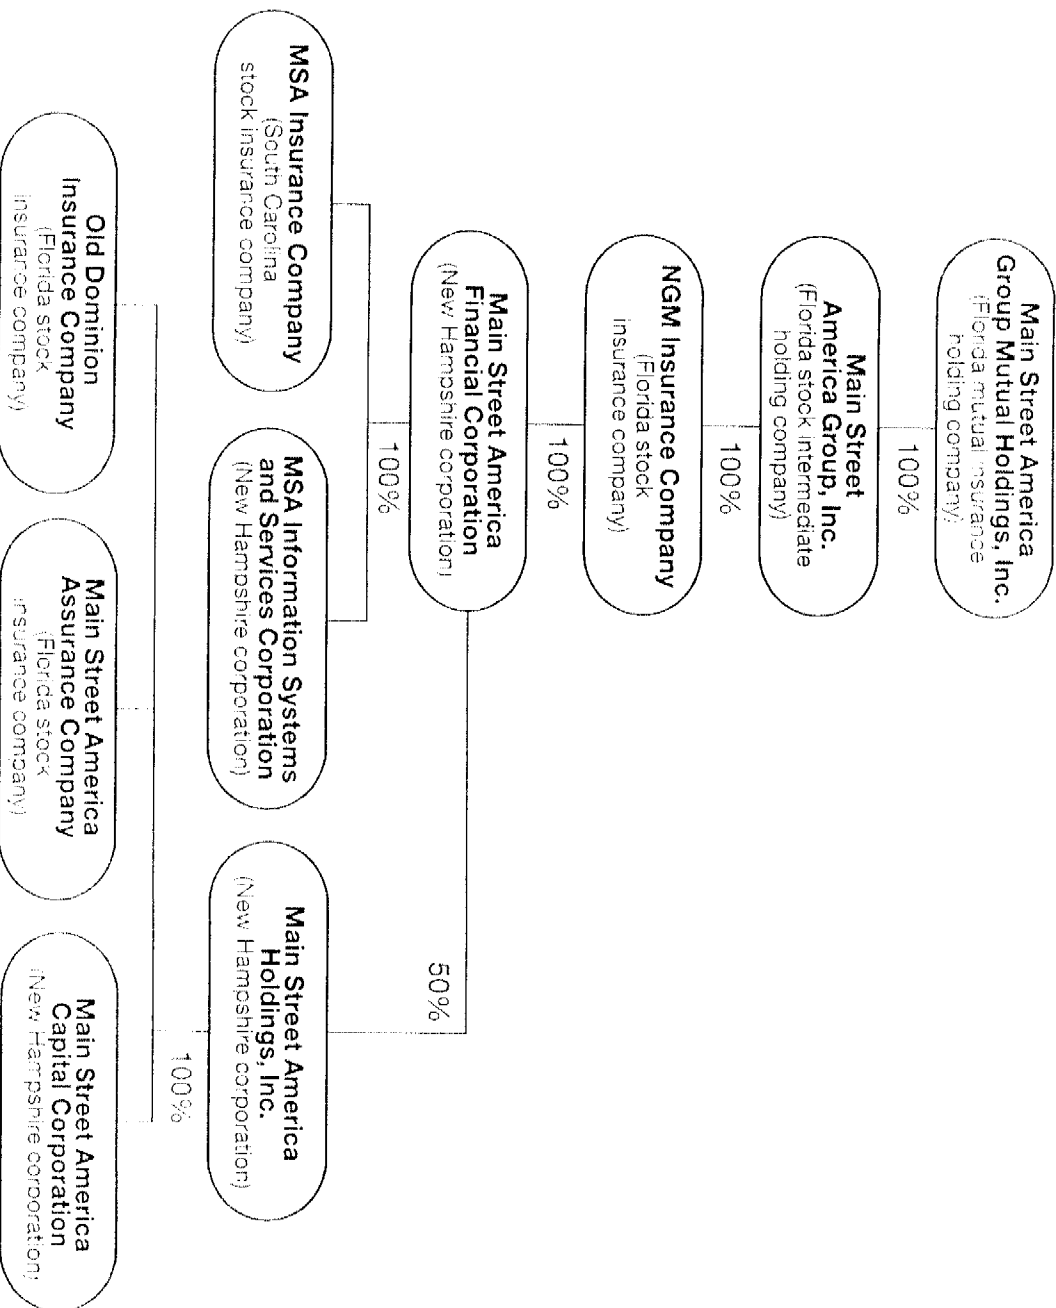 Main Street America
Group Mutual Holdings, Inc.
(Florida mutual insurance
holding company)
100%
Main Street
America Group, Inc.
(Florida stock intermediate
holding company)
100%
NGM Insurance Company
(Florida stock
insurance company)
100%
Main Street America
Financial Corporation
(New Hampshire corporation)
100%
50%
MSA Insurance Company
(South Carolina
stock insurance company)
MSA Information Systems
and Services Corporation
(New Hampshire corporation)
Main Street America
Holdings, Inc.
(New Hampshire corporation)
100%
Old Dominion
Insurance Company
(Florida stock
insurance company)
Main Street America
Assurance Company
(Florida stock
insurance company)
Main Street America
Capital Corporation
(New Hampshire corporation)